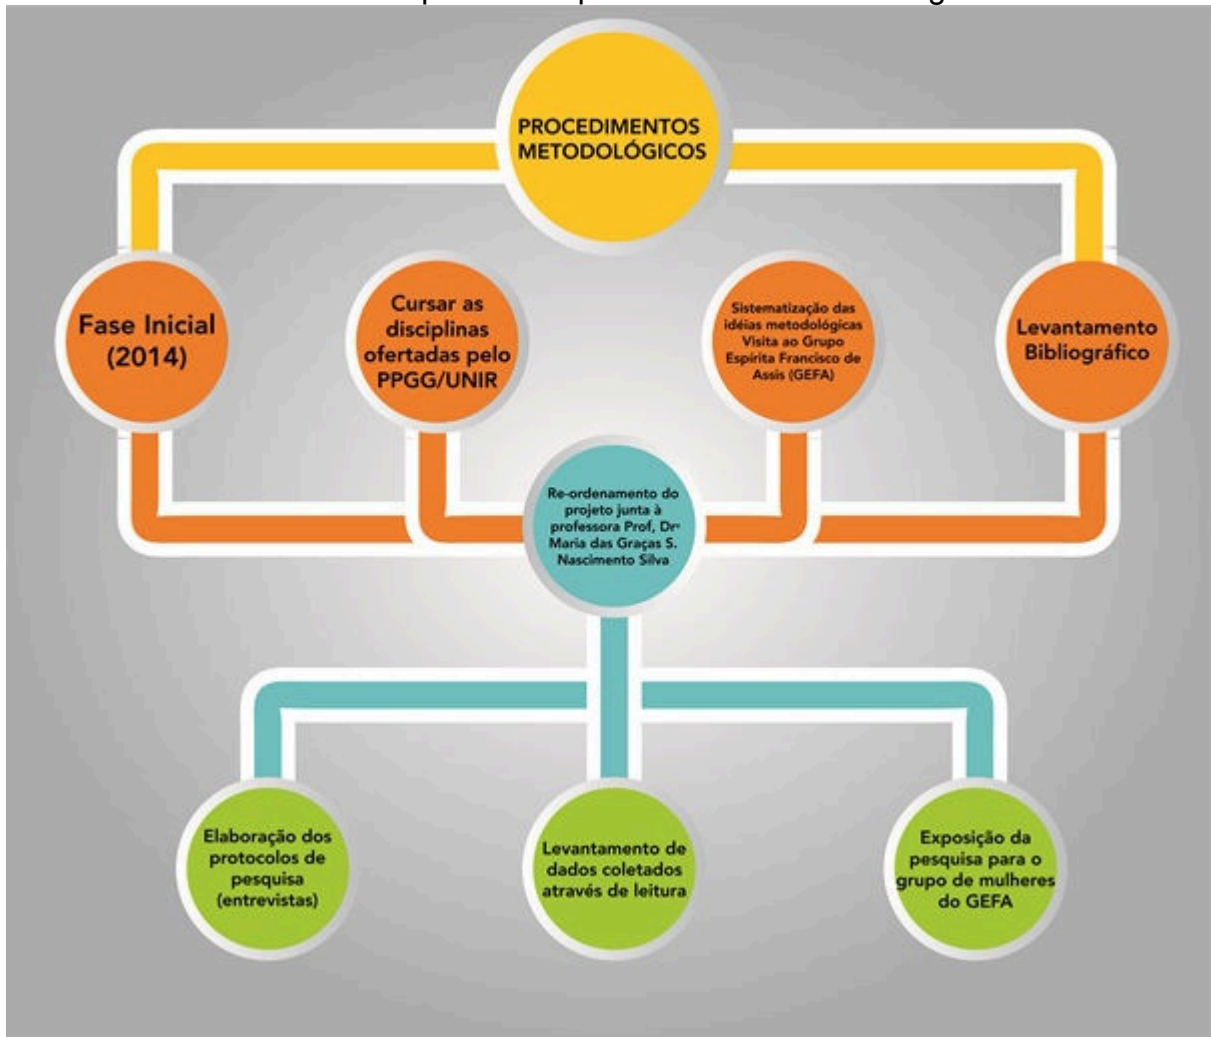 PROCEDIMENTOS
METODOLÓGICOS
Fase Inicial
(2014)
Cursar as
disciplinas
ofertadas pelo
PPGG/UNIR
Sistematização das
idéias metodológicas
Visita ao Grupo
Espírita Francisco de
Assis (GEFA)
Levantamento
Bibliográfico
Re-ordenamento do
projeto junta à
professora Prof, Drª
Maria das Graças S.
Nascimento Silva
Elaboração dos
protocolos de
pesquisa
(entrevistas)
Levantamento de
dados coletados
através de leitura
Exposição da
pesquisa para o
grupo de mulheres
do GEFA